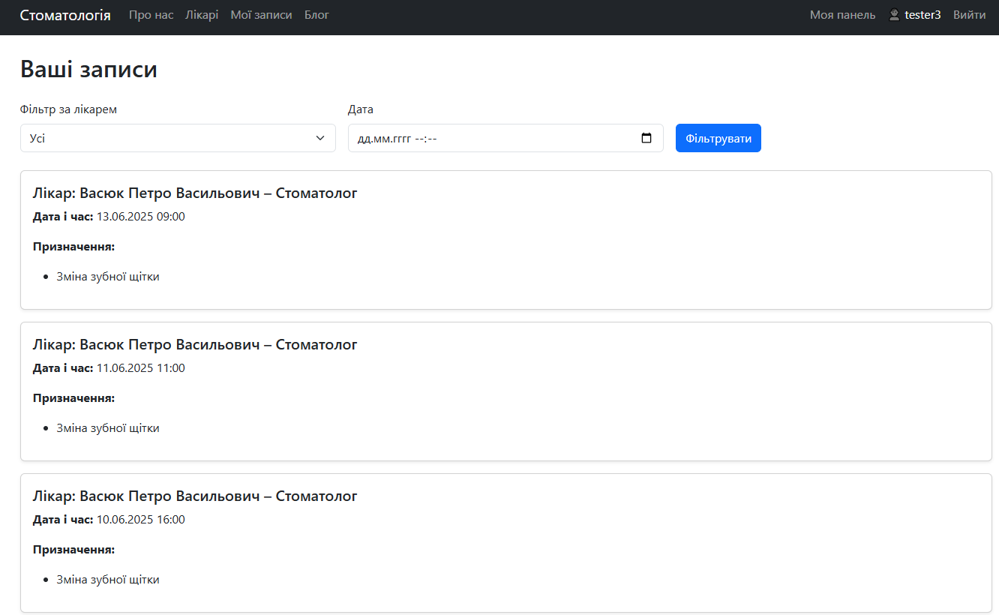 Стоматологія Про нас Лікарі Мої записи Блог Моя панель tester3 Вийти
Ваші записи
Фільтр за лікарем Дата
Усі дд.мм.гггг --:-- Фільтрувати
Лікар: Васюк Петро Васильович – Стоматолог
Дата і час: 13.06.2025 09:00
Призначення:
• Зміна зубної щітки
Лікар: Васюк Петро Васильович – Стоматолог
Дата і час: 11.06.2025 11:00
Призначення:
• Зміна зубної щітки
Лікар: Васюк Петро Васильович – Стоматолог
Дата і час: 10.06.2025 16:00
Призначення:
• Зміна зубної щітки